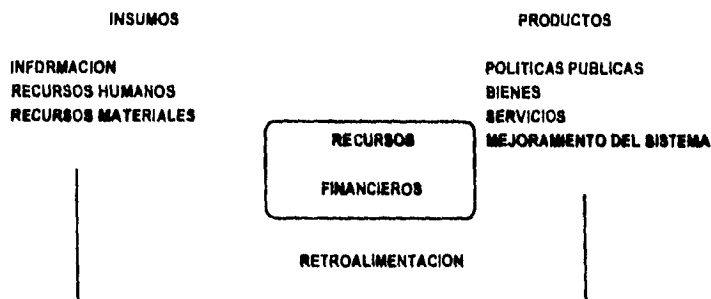 INSUMOS
PRODUCTOS
INFORMACION
RECURSOS HUMANOS
RECURSOS MATERIALES
POLITICAS PUBLICAS
BIENES
SERVICIOS
MEJORAMIENTO DEL SISTEMA
RECURSOS
FINANCIEROS
RETROALIMENTACION